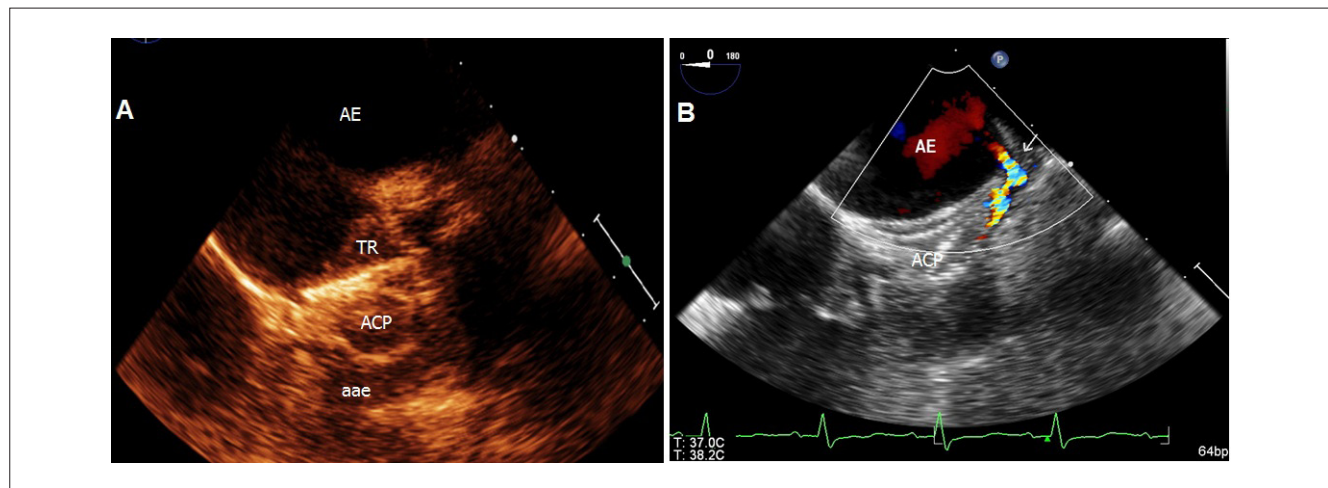 A
AE
TR
ACP
aae
0 0 180
P
B
AE
ACP
T: 37.0C
T: 38.2C
64bp